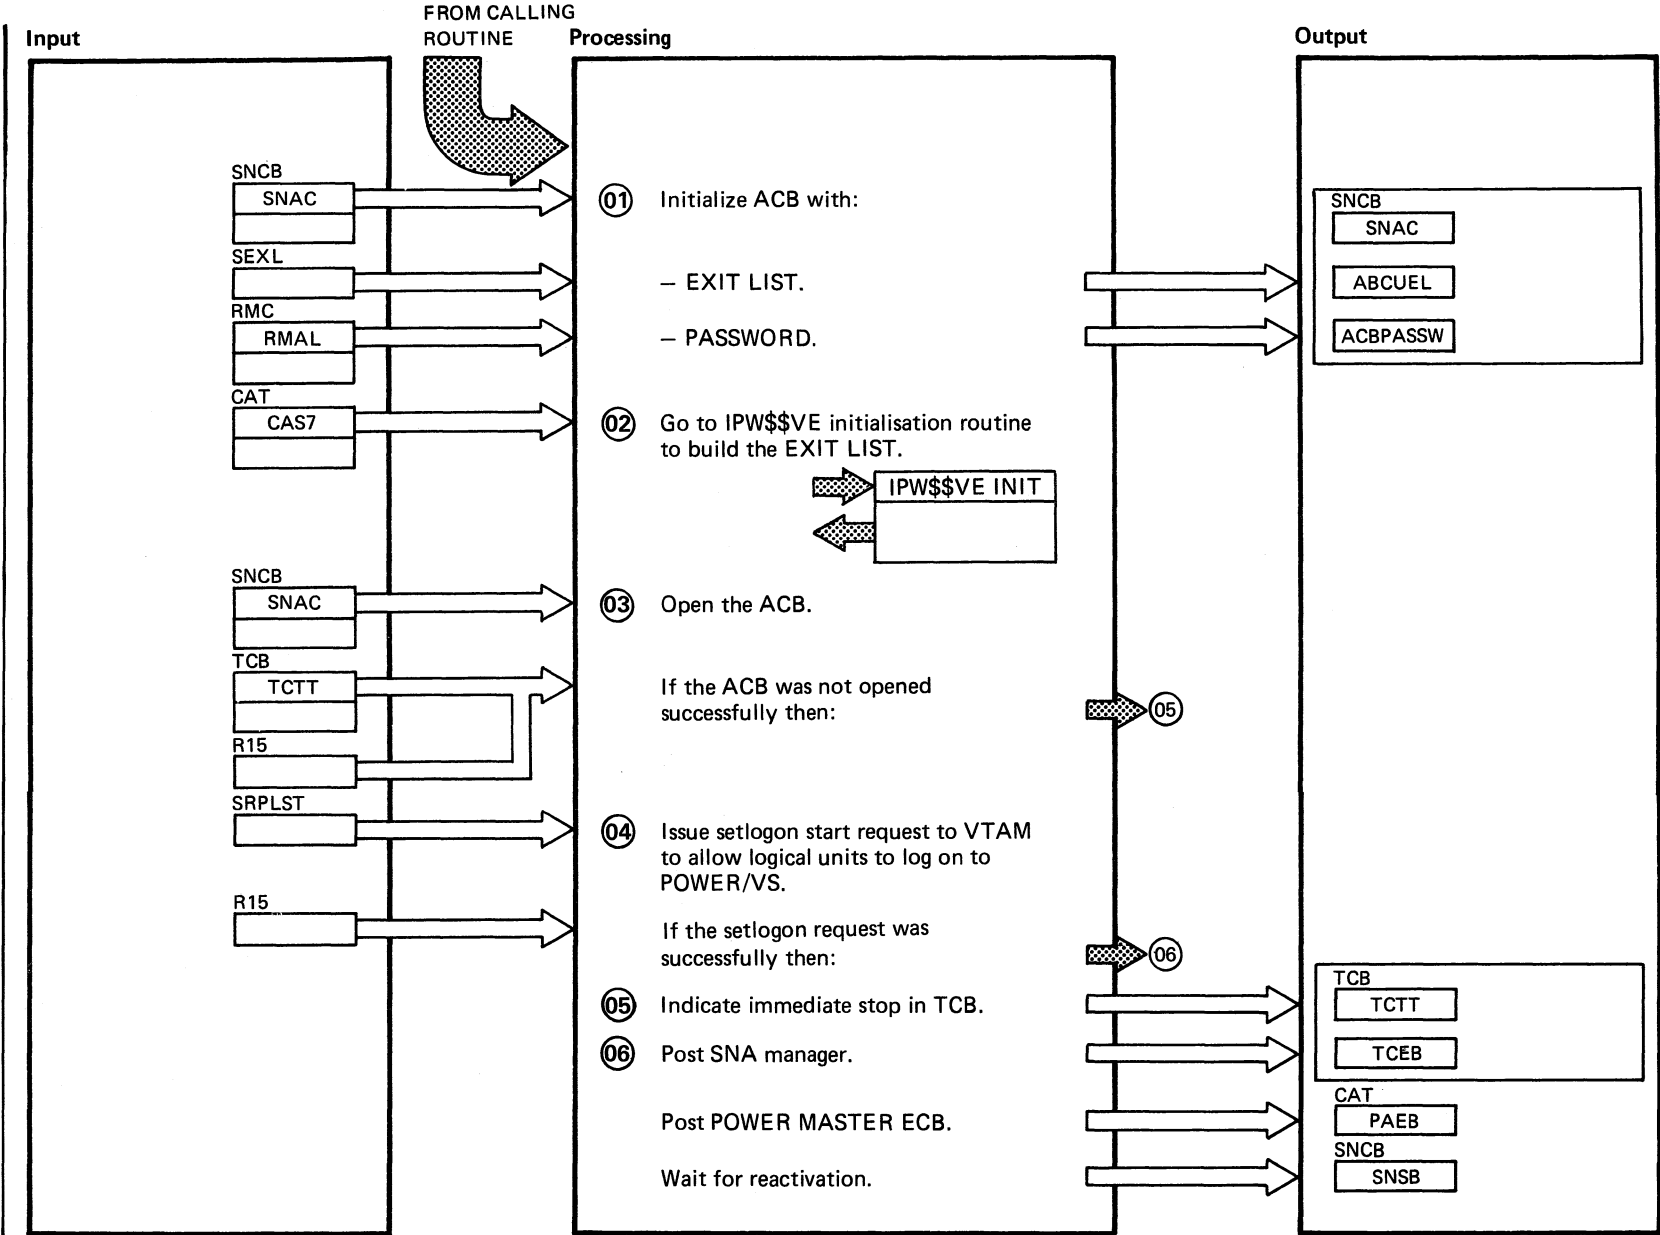 FROM CALLING
ROUTINE
Input
Processing
Output
SNCB
SNAC
01 Initialize ACB with:
SNCB
SNAC
SEXL
– EXIT LIST.
ABCUEL
RMC
RMAL
– PASSWORD.
ACBPASSW
CAT
CAS7
02 Go to IPW$$VE initialisation routine
to build the EXIT LIST.
IPW$$VE INIT
SNCB
SNAC
03 Open the ACB.
TCB
TCTT
If the ACB was not opened
successfully then:
05
R15
SRPLST
04 Issue setlogon start request to VTAM
to allow logical units to log on to
POWER/VS.
R15
If the setlogon request was
successfully then:
06
05 Indicate immediate stop in TCB.
TCB
TCTT
06 Post SNA manager.
TCEB
Post POWER MASTER ECB.
CAT
PAEB
Wait for reactivation.
SNCB
SNSB